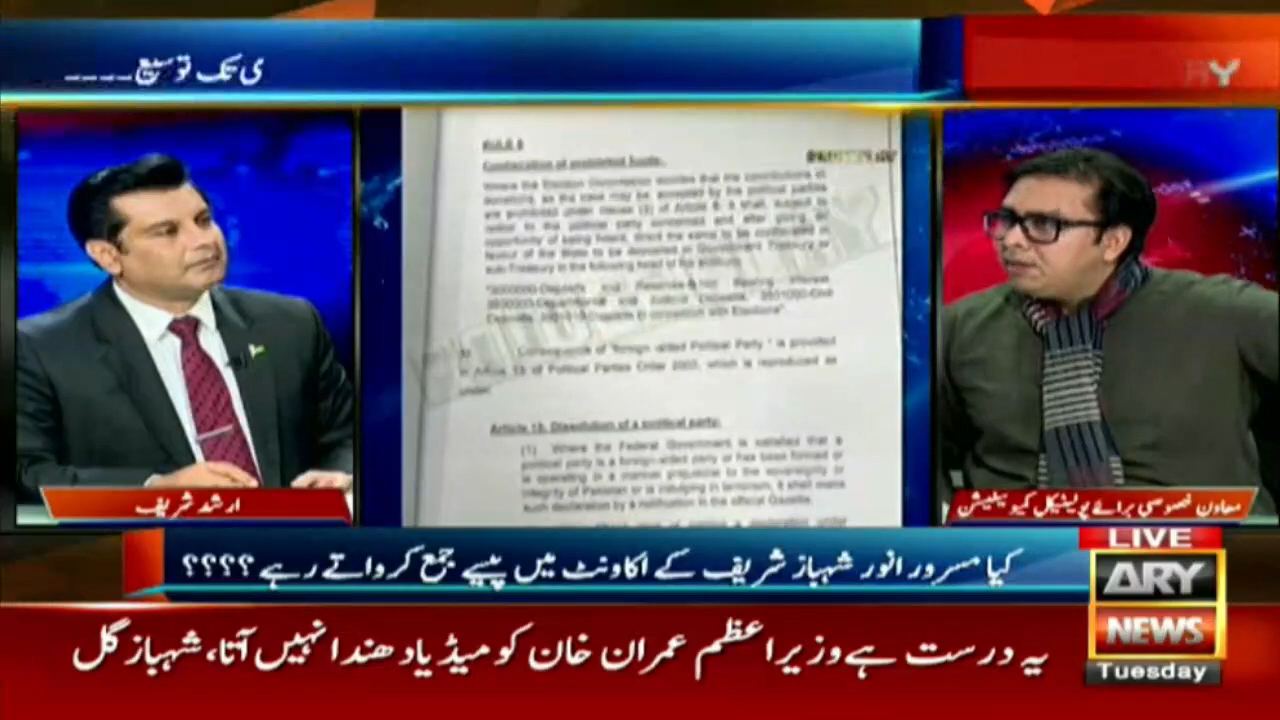 ی تک توسیع ----
RULE 6
Confiscation of prohibited funds.
Where the Election Commission decides that the contributions or
donations, as the case may be, accepted by the political parties
are prohibited under clause (3) of Article 6, it shall, subject to
notice to the political party concerned and after giving an
opportunity of being heard, direct the same to be confiscated in
favour of the State to be deposited in Government Treasury or
sub-Treasury in the following head of the account:
Consequence of "foreign-aided Political Party" is provided
in Article 15 of Political Parties Order 2002, which is reproduced as
under:
Article 15. Dissolution of a political party.
(1) Where the Federal Government is satisfied that a
political party is a foreign-aided party or has been formed or
is operating in a manner prejudicial to the sovereignty or
integrity of Pakistan or is indulging in terrorism, it shall make
such declaration by a notification in the official Gazette.
ارشد شریف
معاون خصوصی برائے پولیٹیکل کمیونیکیشن
کیا مسرور انور شہباز شریف کے اکاونٹ میں پیسے جمع کرواتے رہے ؟؟؟؟
یہ درست ہے وزیراعظم عمران خان کو میڈیا دھندا نہیں آتا، شہباز گل
LIVE
ARY
NEWS
Tuesday